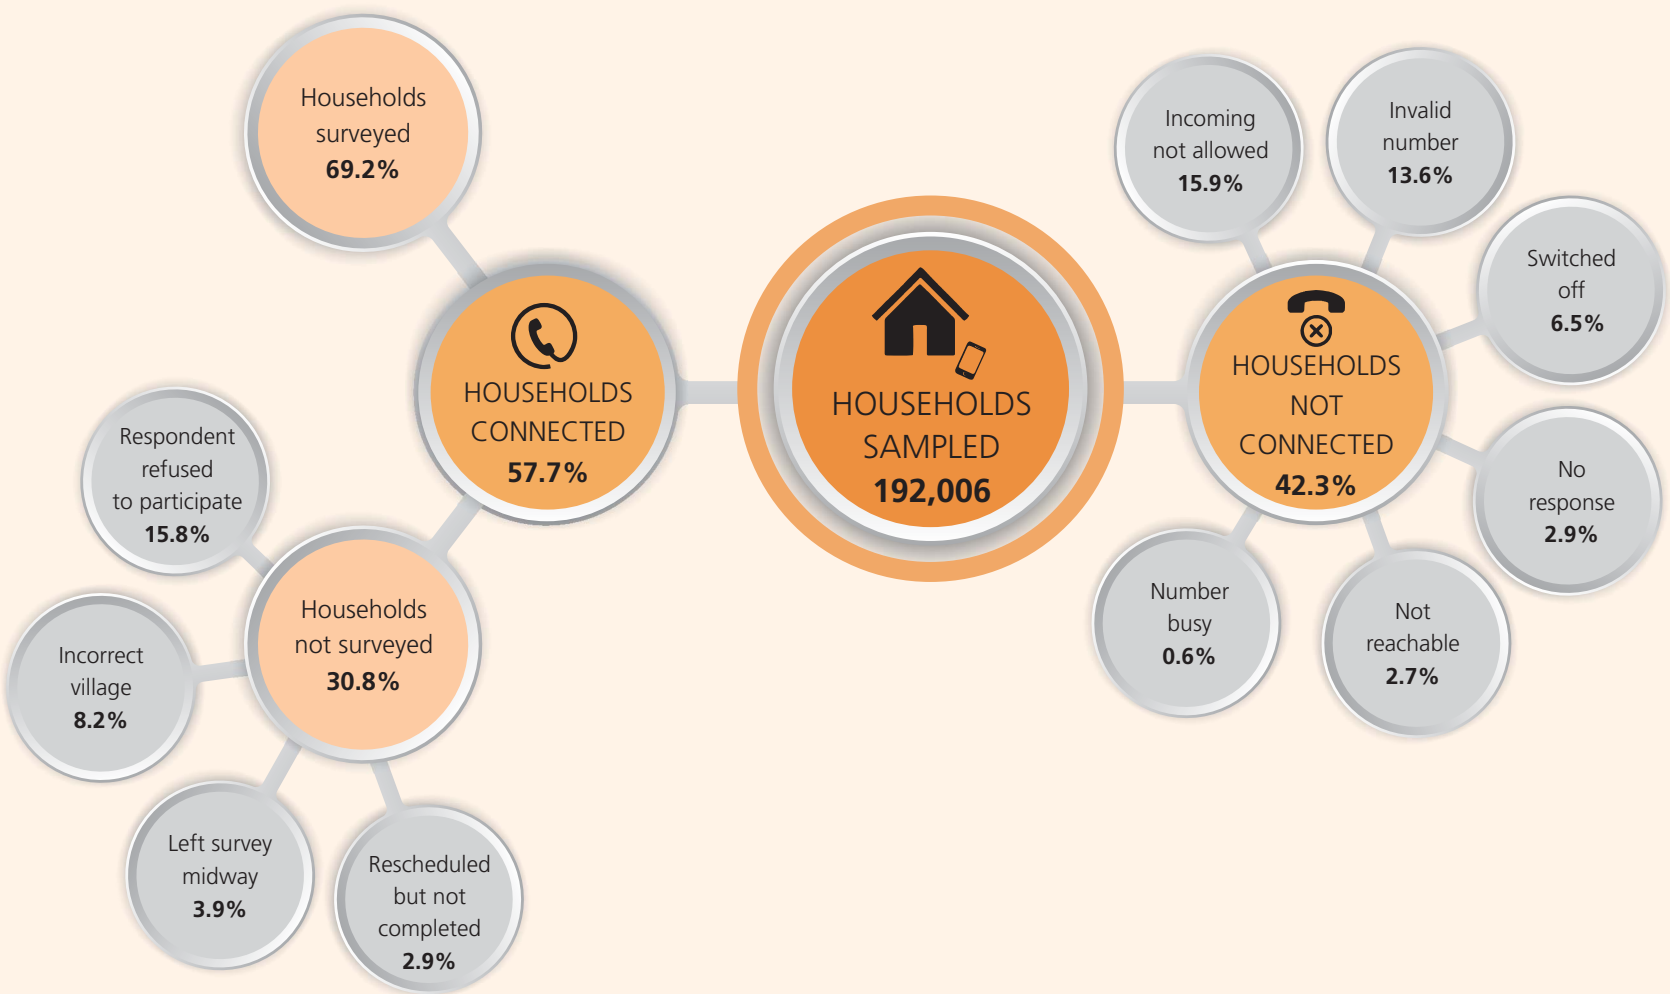 Households
surveyed
69.2%
HOUSEHOLDS
CONNECTED
57.7%
Respondent
refused
to participate
15.8%
Households
not surveyed
30.8%
Incorrect
village
8.2%
Left survey
midway
3.9%
Rescheduled
but not
completed
2.9%
HOUSEHOLDS
SAMPLED
192,006
Incoming
not allowed
15.9%
Invalid
number
13.6%
Switched
off
6.5%
HOUSEHOLDS
NOT
CONNECTED
42.3%
No
response
2.9%
Number
busy
0.6%
Not
reachable
2.7%